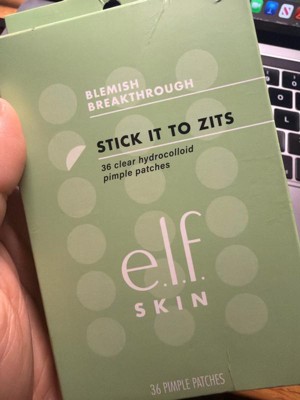 BLEMISH
BREAKTHROUGH
STICK IT TO ZITS
36 clear hydrocolloid
pimple patches
e.l.f.
SKIN
36 PIMPLE PATCHES